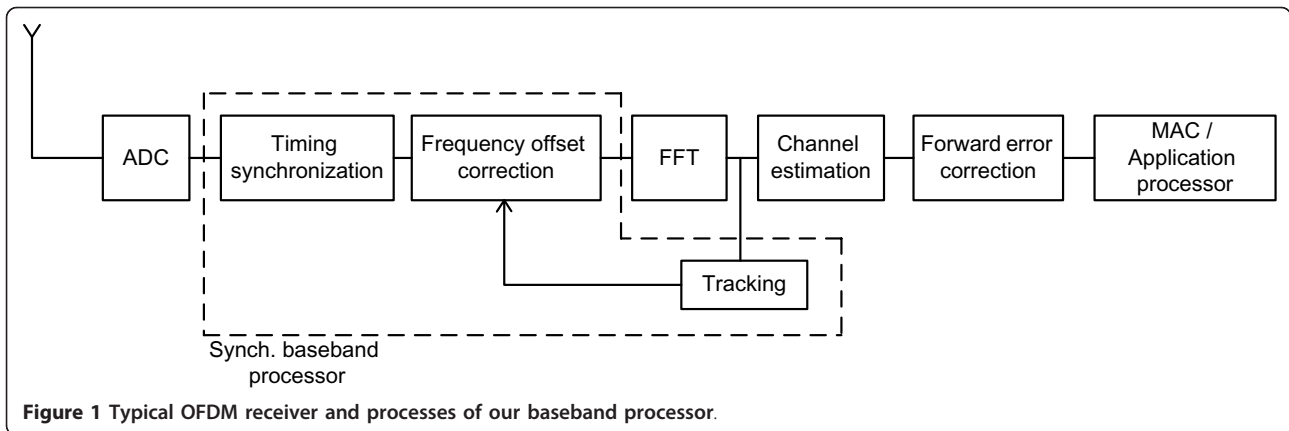 ADC
Timing
synchronization
Frequency offset
correction
FFT
Channel
estimation
Forward error
correction
MAC /
Application
processor
Tracking
Synch. baseband
processor
Figure 1 Typical OFDM receiver and processes of our baseband processor.